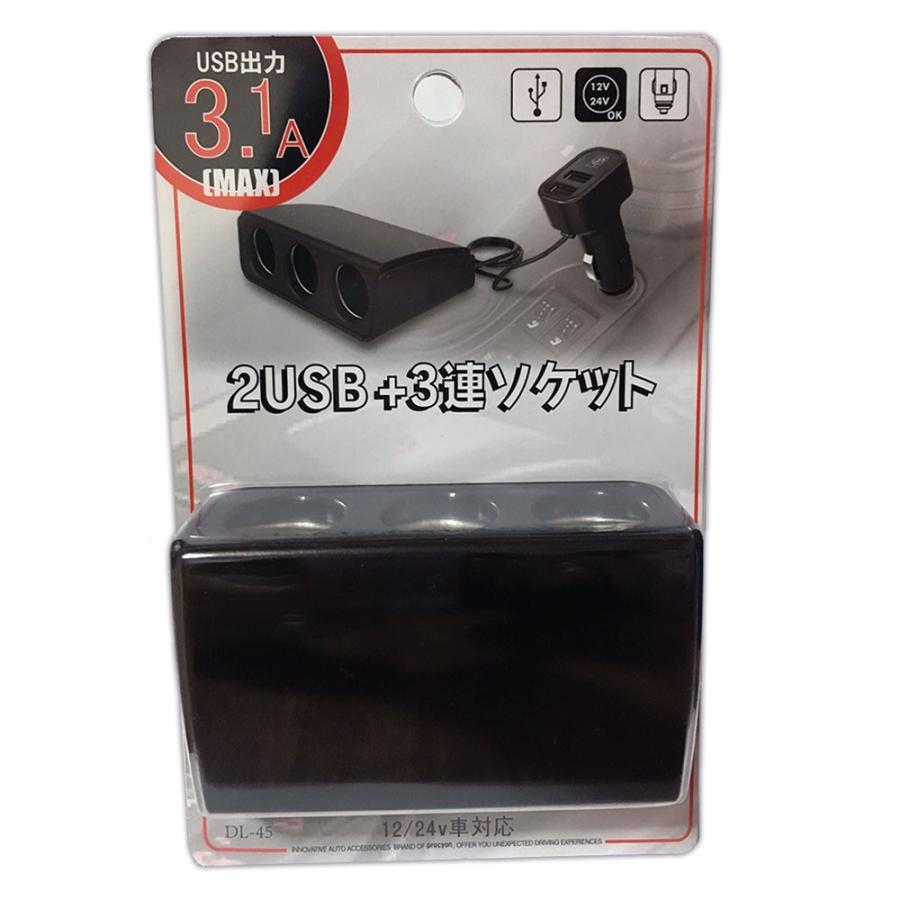 USB出力
3.1A
(MAX)
12V
24V
OK
2USB+3連ソケット
DL-45
12/24v車対応
INNOVATIVE AUTO ACCESSORIES BRAND OF procyon, OFFER YOU UNEXPECTED DRIVING EXPERIENCES